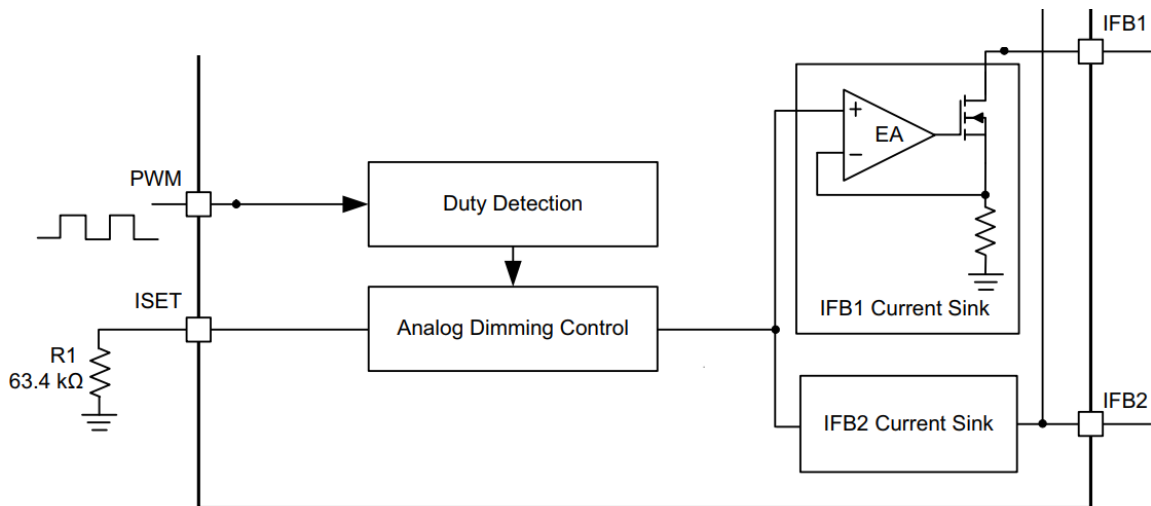 IFB1
+
EA
−
PWM
Duty Detection
ISET
Analog Dimming Control
IFB1 Current Sink
R1
63.4 kΩ
IFB2
IFB2 Current Sink